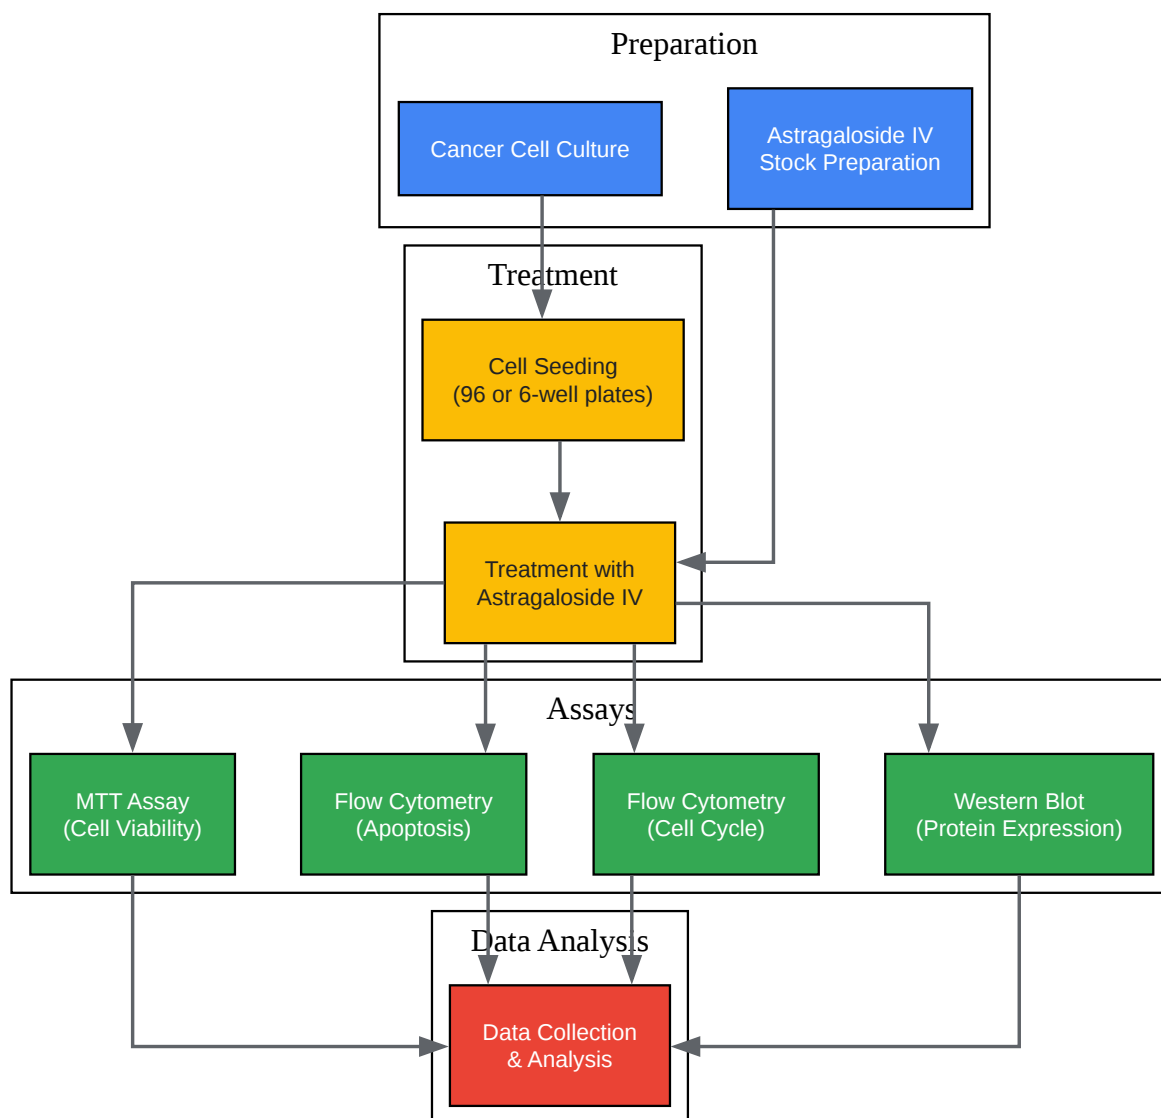 Preparation
Cancer Cell Culture
Astragaloside IV
Stock Preparation
Treatment
Cell Seeding
(96 or 6-well plates)
Treatment with
Astragaloside IV
Assays
MTT Assay
(Cell Viability)
Flow Cytometry
(Apoptosis)
Flow Cytometry
(Cell Cycle)
Western Blot
(Protein Expression)
Data Analysis
Data Collection
& Analysis